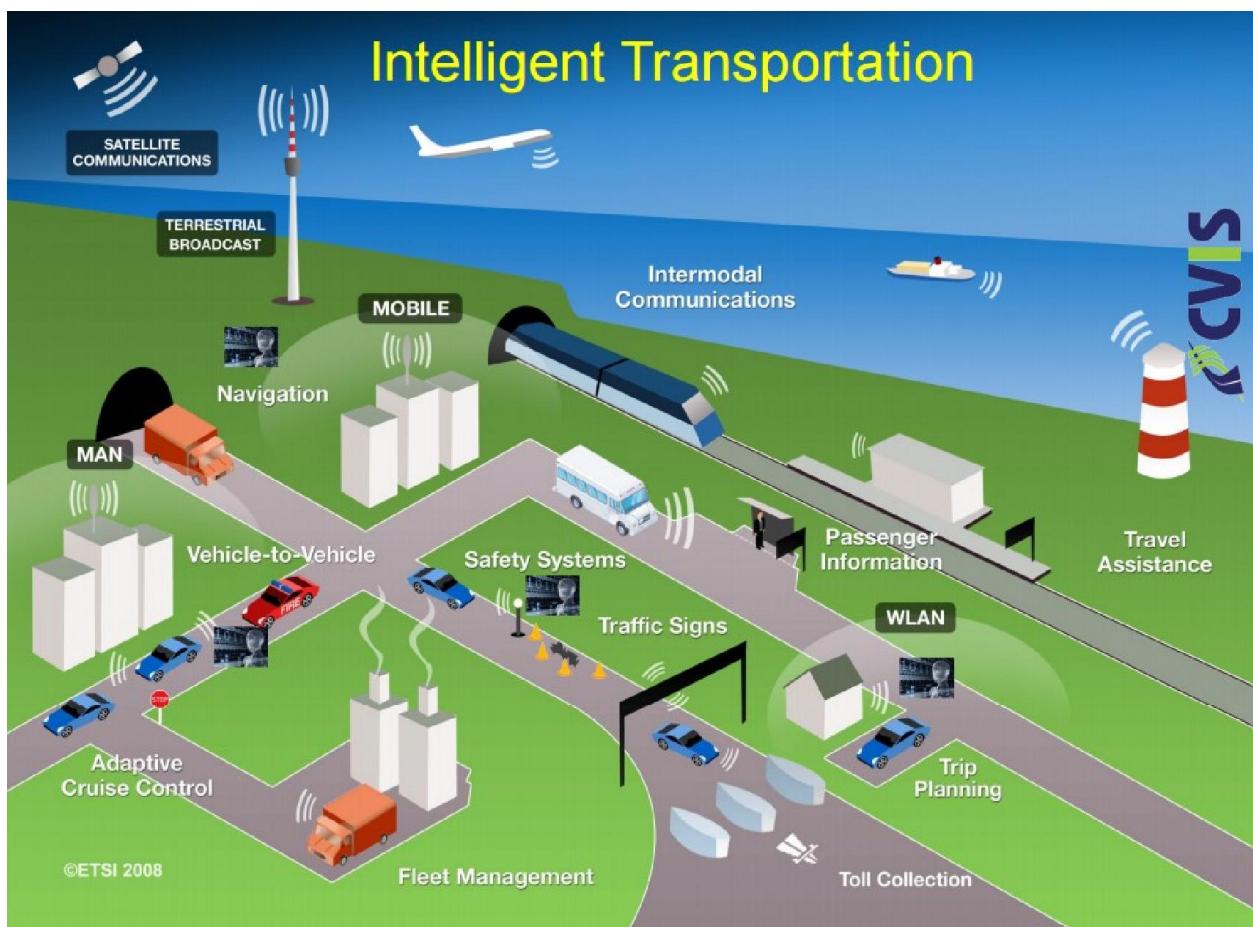 Intelligent Transportation
SATELLITE
COMMUNICATIONS
TERRESTRIAL
BROADCAST
CVIS
Intermodal
Communications
MOBILE
Navigation
MAN
Vehicle-to-Vehicle
Safety Systems
Passenger
Information
Travel
Assistance
FIRE
Traffic Signs
WLAN
STOP
Adaptive
Cruise Control
Trip
Planning
©ETSI 2008
Fleet Management
Toll Collection